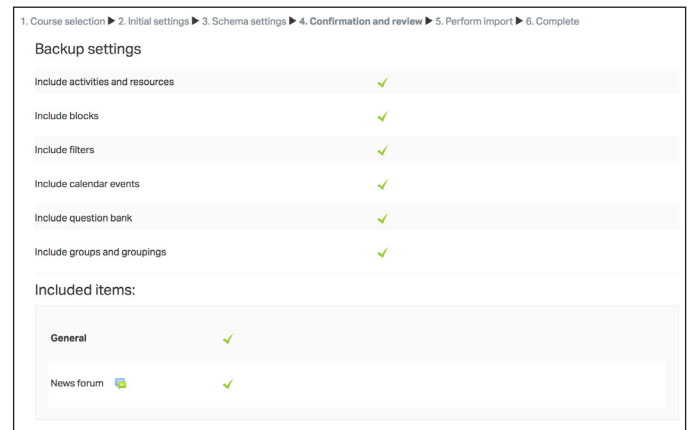 1. Course selection ▶ 2. Initial settings ▶ 3. Schema settings ▶ 4. Confirmation and review ▶ 5. Perform import ▶ 6. Complete
Backup settings
Include activities and resources
Include blocks
Include filters
Include calendar events
Include question bank
Include groups and groupings
Included items:
General
News forum